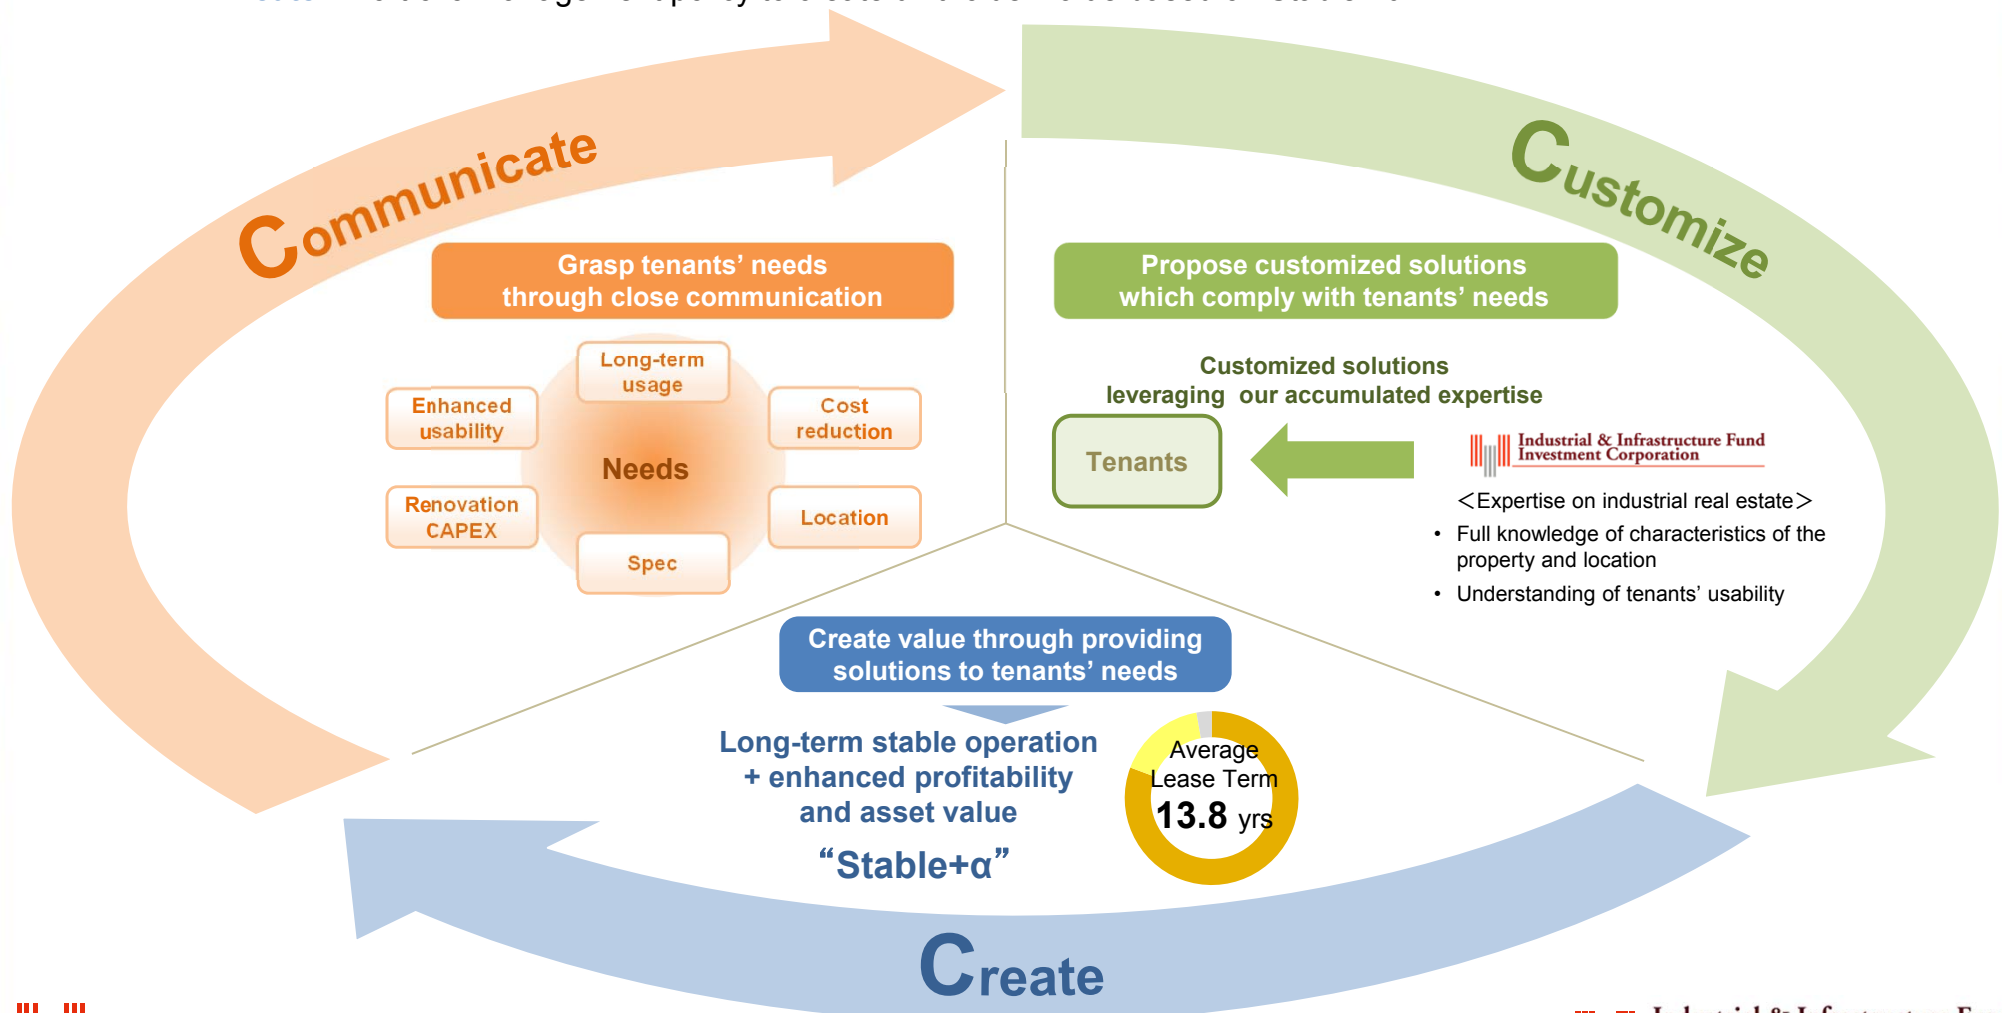 Communicate
Customize
Grasp tenants' needs
through close communication
Long-term
usage
Enhanced
usability
Cost
reduction
Needs
Renovation
CAPEX
Location
Spec
Propose customized solutions
which comply with tenants' needs
Customized solutions
leveraging our accumulated expertise
Tenants
Industrial & Infrastructure Fund
Investment Corporation
＜Expertise on industrial real estate＞
• Full knowledge of characteristics of the
property and location
• Understanding of tenants' usability
Create value through providing
solutions to tenants' needs
Long-term stable operation
+ enhanced profitability
and asset value
“Stable+α”
Average
Lease Term
13.8 yrs
Create